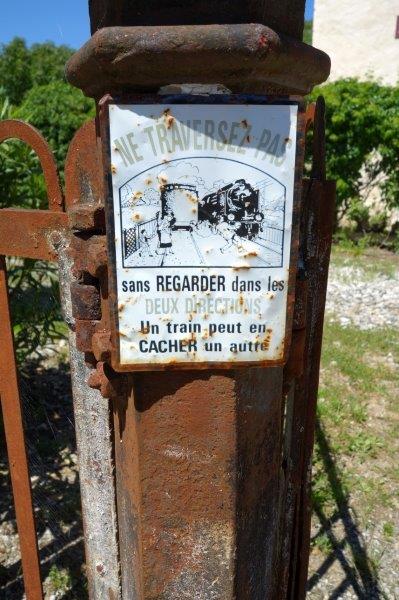 NE TRAVERSEZ PAS
sans REGARDER dans les
DEUX DIRECTIONS
Un train peut en
CACHER un autre